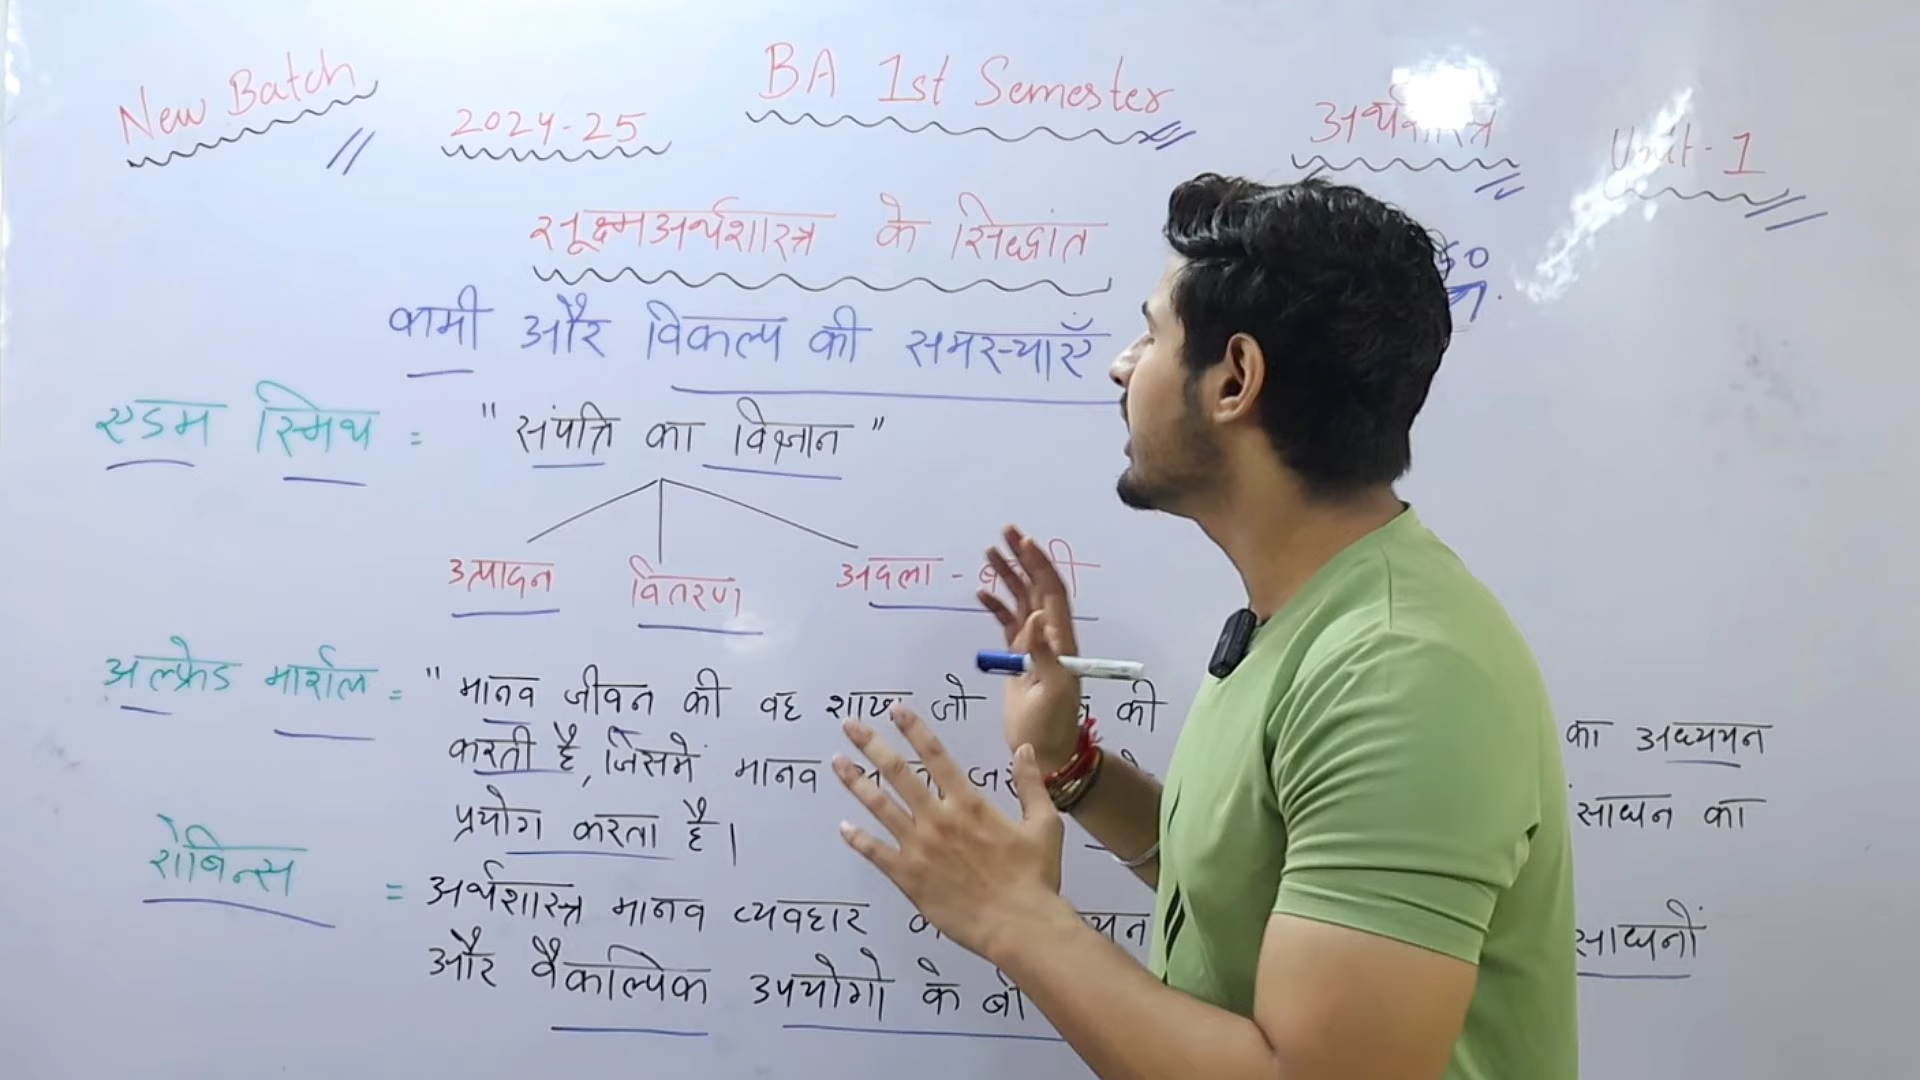 New Batch 2024-25 BA 1st Semester अर्थशास्त्र Unit-1
सूक्ष्मअर्थशास्त्र के सिद्धांत
कमी और विकल्प की समस्याएँ
एडम स्मिथ = " संपत्ति का विज्ञान "
उत्पादन वितरण अदला -
अल्फ्रेड मार्शल = " मानव जीवन की वह शाखा जो की का अध्ययन
करती है, जिसमें मानव साधन का
प्रयोग करता है।
रोबिन्स = अर्थशास्त्र मानव व्यवहार साधनों
और वैकल्पिक उपयोगो के